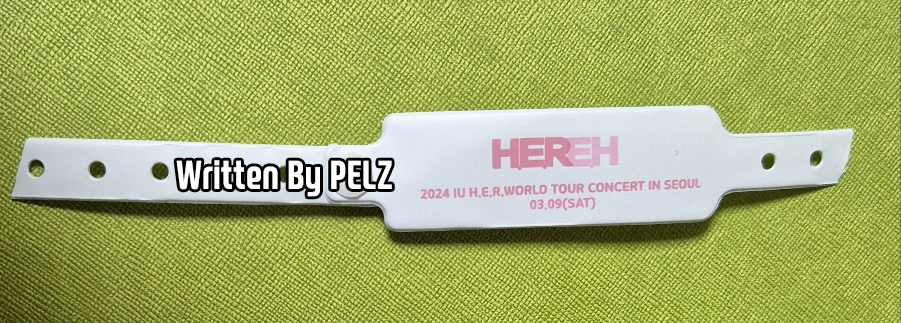 HEREH
Written By PELZ
2024 IU H.E.R.WORLD TOUR CONCERT IN SEOUL
03.09(SAT)